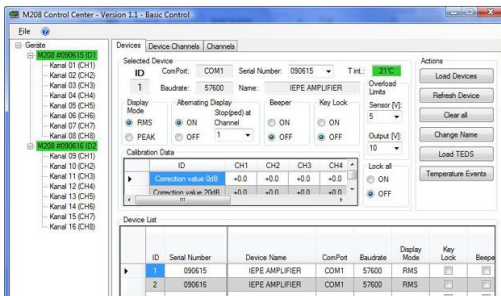 M208 Control Center - Version 1.1 - Basic Control
File
Geräte
M208 #090615 ID1
Kanal 01 (CH1)
Kanal 02 (CH2)
Kanal 03 (CH3)
Kanal 04 (CH4)
Kanal 05 (CH5)
Kanal 06 (CH6)
Kanal 07 (CH7)
Kanal 08 (CH8)
M208 #090616 ID2
Kanal 09 (CH1)
Kanal 10 (CH2)
Kanal 11 (CH3)
Kanal 12 (CH4)
Kanal 13 (CH5)
Kanal 14 (CH6)
Kanal 15 (CH7)
Kanal 16 (CH8)
Devices Device Channels Channels
Selected Device
ID ComPort: COM1 Serial Number: 090615 T int.: 21°C
1 Baudrate: 57600 Name: IEPE AMPLIFIER
Overload Limits
Sensor [V]:
5
Output [V]:
10
Display Mode
RMS
PEAK
Alternating Display
ON
OFF
Stop(ped) at Channel
1
Beeper
ON
OFF
Key Lock
ON
OFF
Lock all
ON
OFF
Calibration Data
ID CH1 CH2 CH3 CH4
Correction value 0dB +0.0 +0.0 +0.0 +0.0
Correction value 20dB +0.0 +0.0 +0.0 +0.0
Actions
Load Devices
Refresh Device
Clear all
Change Name
Load TEDS
Temperature Events
Device List
ID Serial Number Device Name ComPort Baudrate Display Mode Key Lock Beepe
1 090615 IEPE AMPLIFIER COM1 57600 RMS
2 090616 IEPE AMPLIFIER COM1 57600 RMS